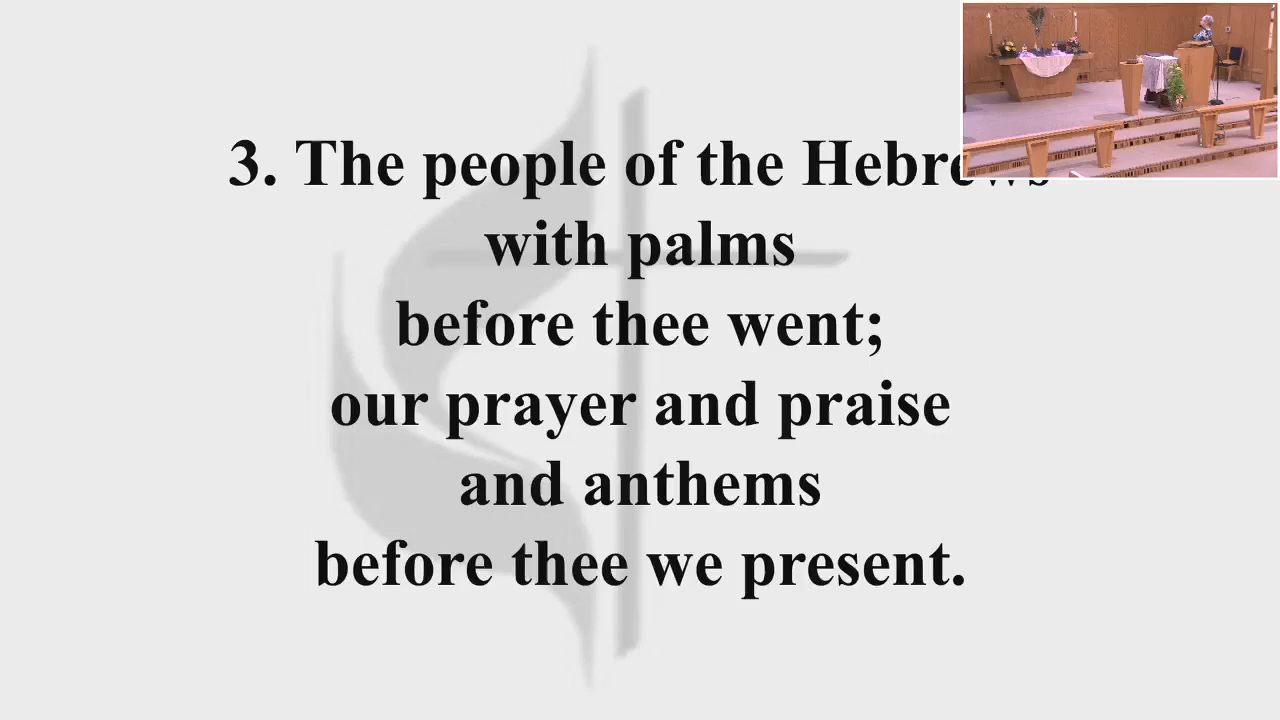 3. The people of the Hebrews
with palms
before thee went;
our prayer and praise
and anthems
before thee we present.